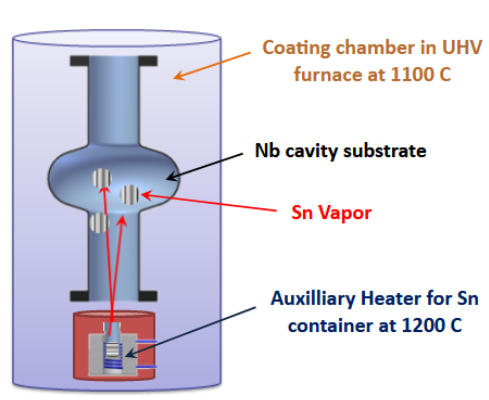 Coating chamber in UHV
furnace at 1100 C
Nb cavity substrate
Sn Vapor
Auxilliary Heater for Sn
container at 1200 C